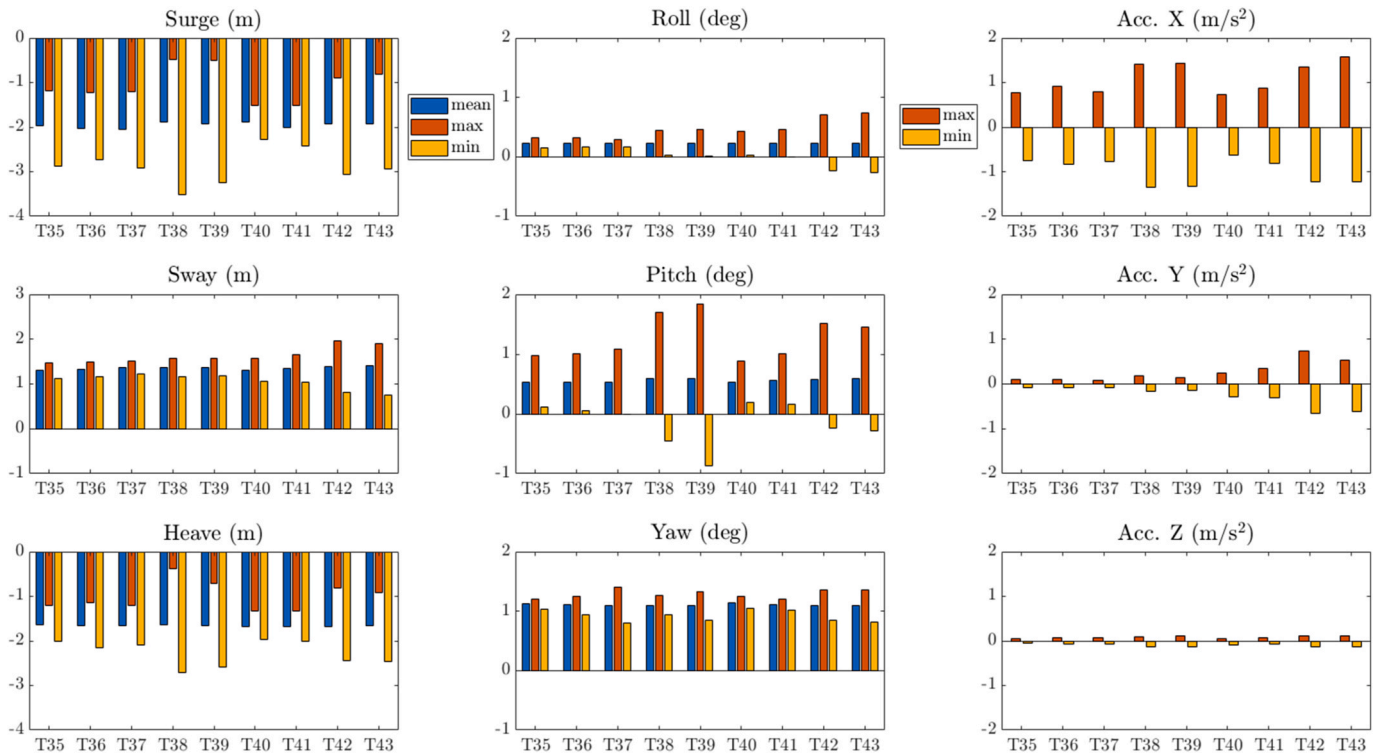 Surge (m)
Roll (deg)
Acc. X (m/s²)
0
-1
-2
-3
-4
mean
max
min
2
1
0
-1
max
min
2
1
0
-1
-2
T35 T36 T37 T38 T39 T40 T41 T42 T43
T35 T36 T37 T38 T39 T40 T41 T42 T43
T35 T36 T37 T38 T39 T40 T41 T42 T43
Sway (m)
Pitch (deg)
Acc. Y (m/s²)
3
2
1
0
-1
2
1
0
-1
2
1
0
-1
-2
T35 T36 T37 T38 T39 T40 T41 T42 T43
T35 T36 T37 T38 T39 T40 T41 T42 T43
T35 T36 T37 T38 T39 T40 T41 T42 T43
Heave (m)
Yaw (deg)
Acc. Z (m/s²)
0
-1
-2
-3
-4
2
1
0
-1
2
1
0
-1
-2
T35 T36 T37 T38 T39 T40 T41 T42 T43
T35 T36 T37 T38 T39 T40 T41 T42 T43
T35 T36 T37 T38 T39 T40 T41 T42 T43